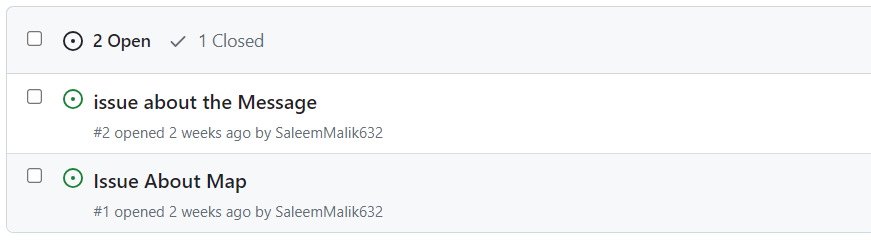 2 Open 1 Closed
issue about the Message
#2 opened 2 weeks ago by SaleemMalik632
Issue About Map
#1 opened 2 weeks ago by SaleemMalik632